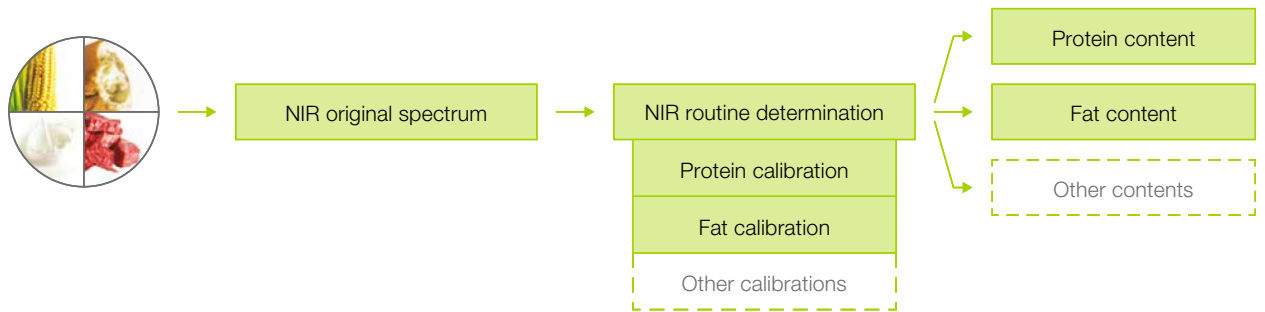 NIR original spectrum
NIR routine determination
Protein calibration
Fat calibration
Other calibrations
Protein content
Fat content
Other contents